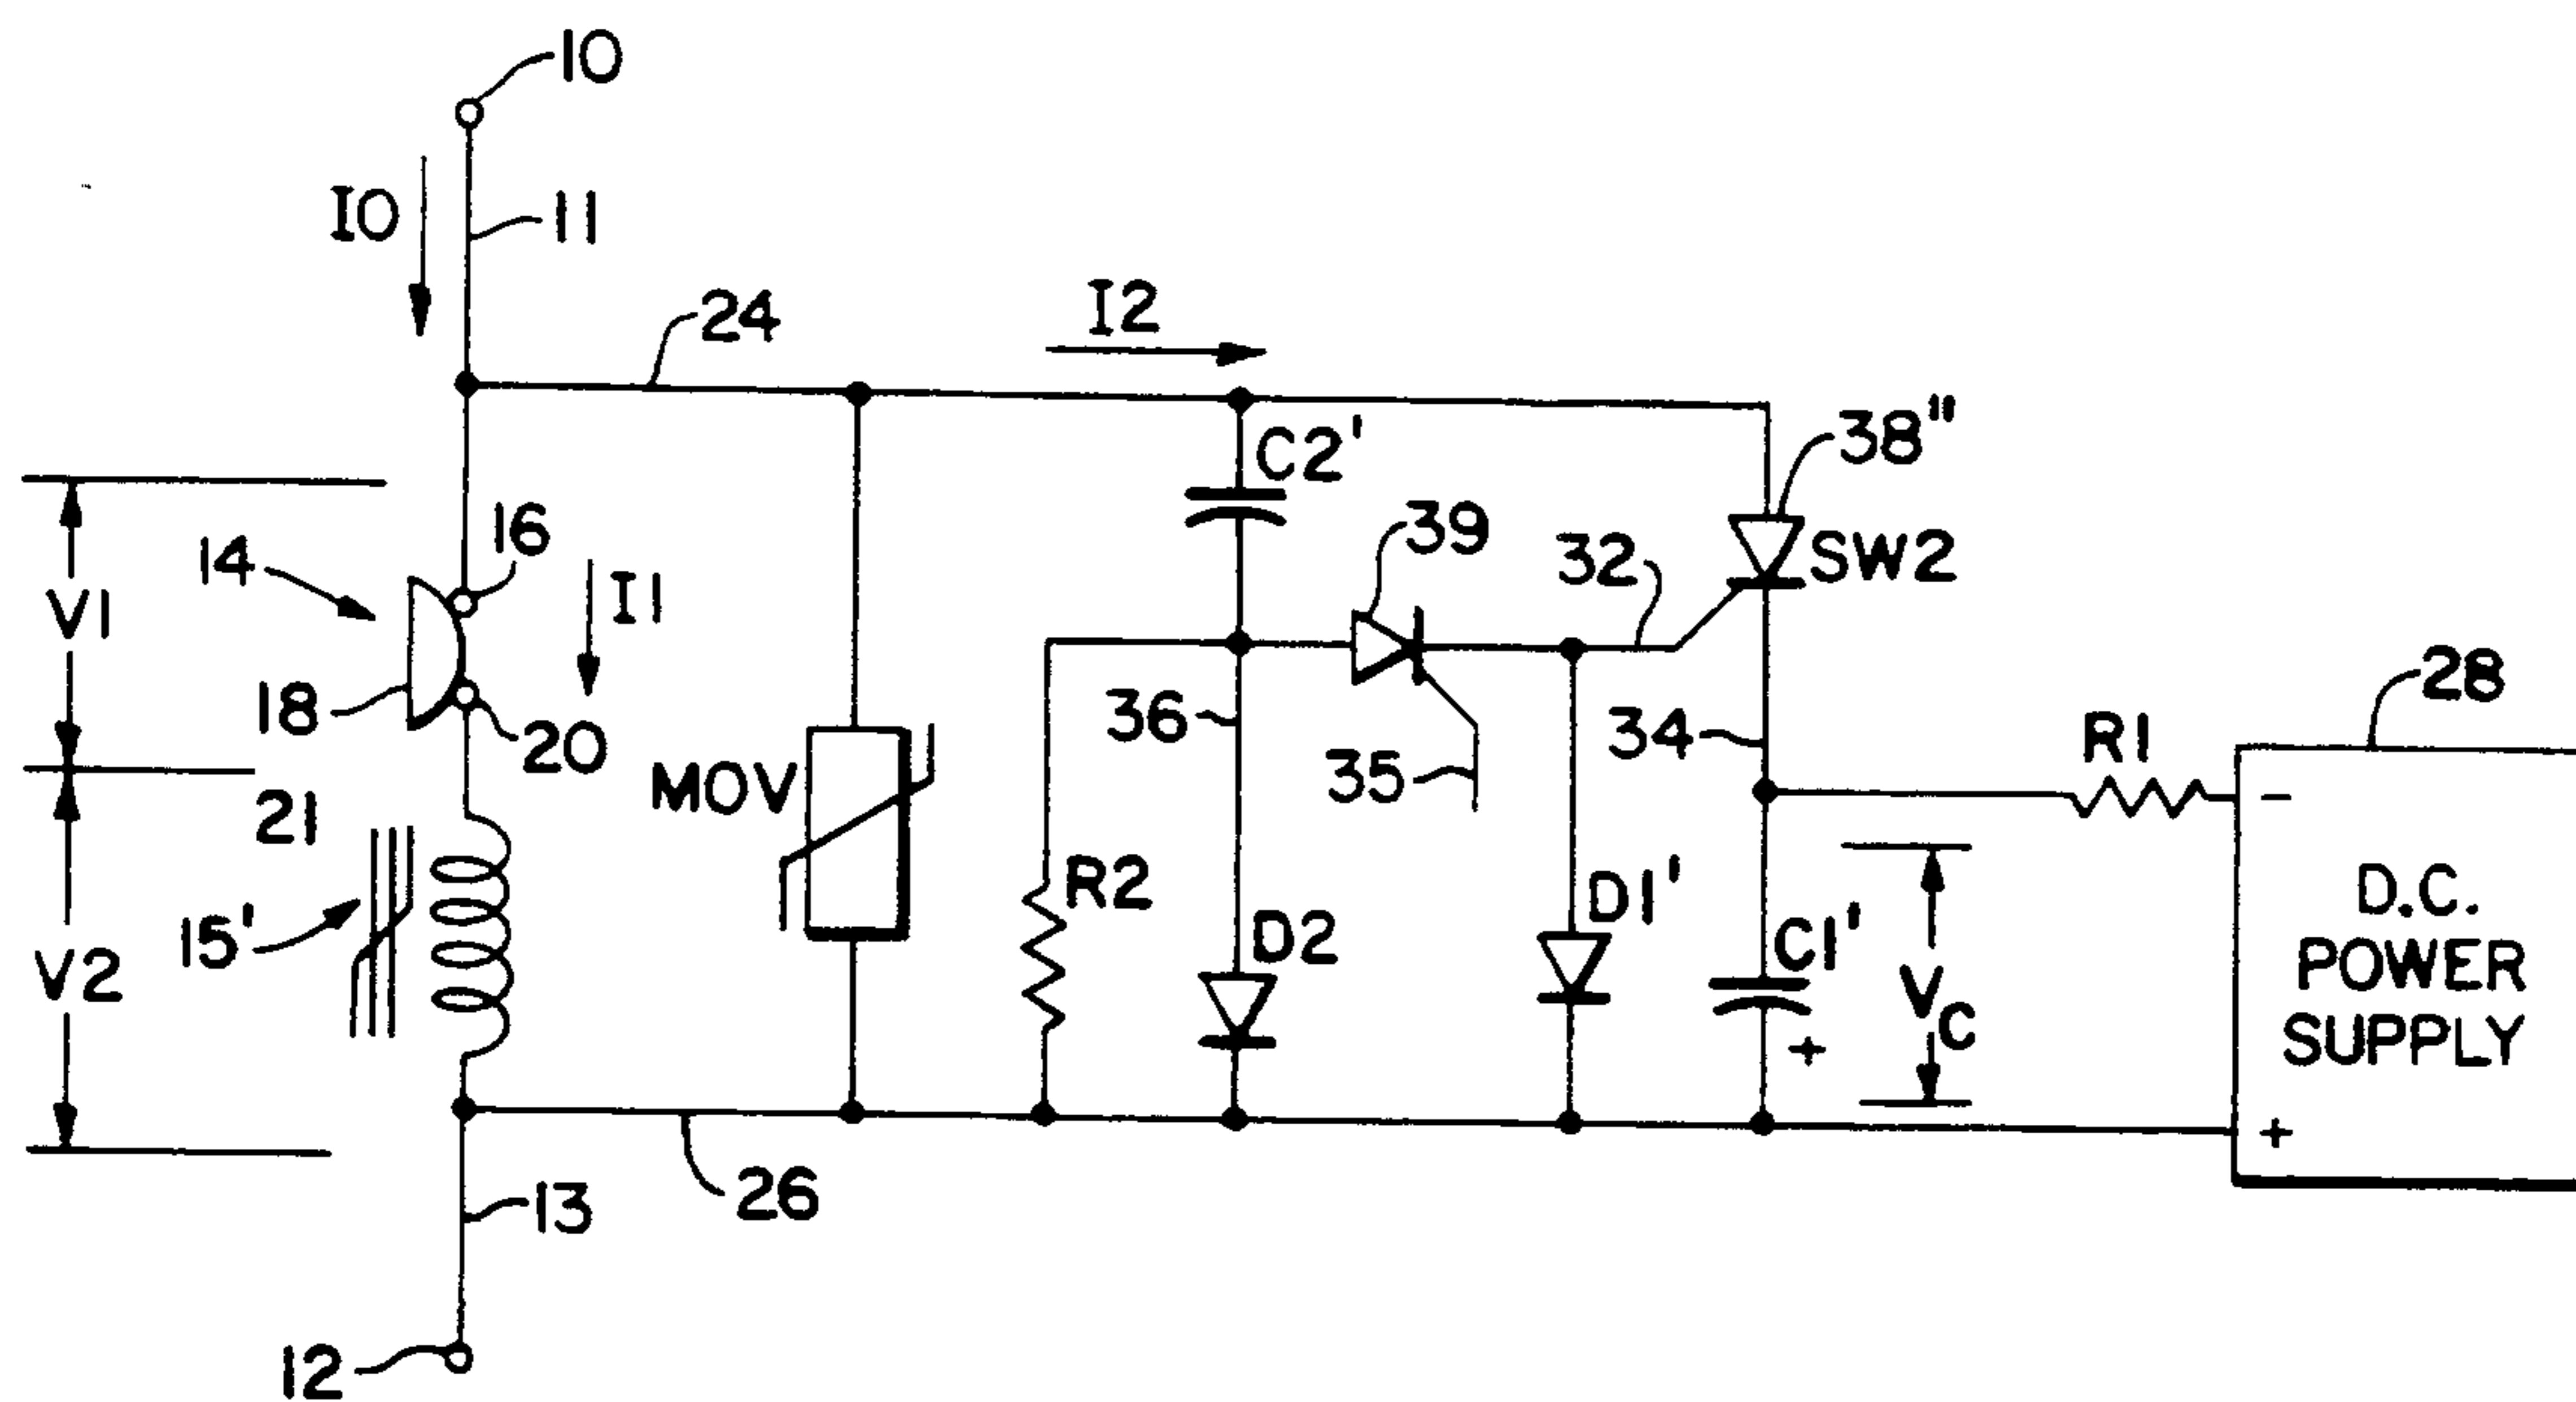 10
I0
11
24
I2
C2'
38"
16
39
14
32
SW2
V1
I1
18
20
36
34
28
35
R1
MOV
21
−
R2
D1'
D.C.
15'
D2
C1'
V2
POWER
VC
SUPPLY
+
+
26
13
12